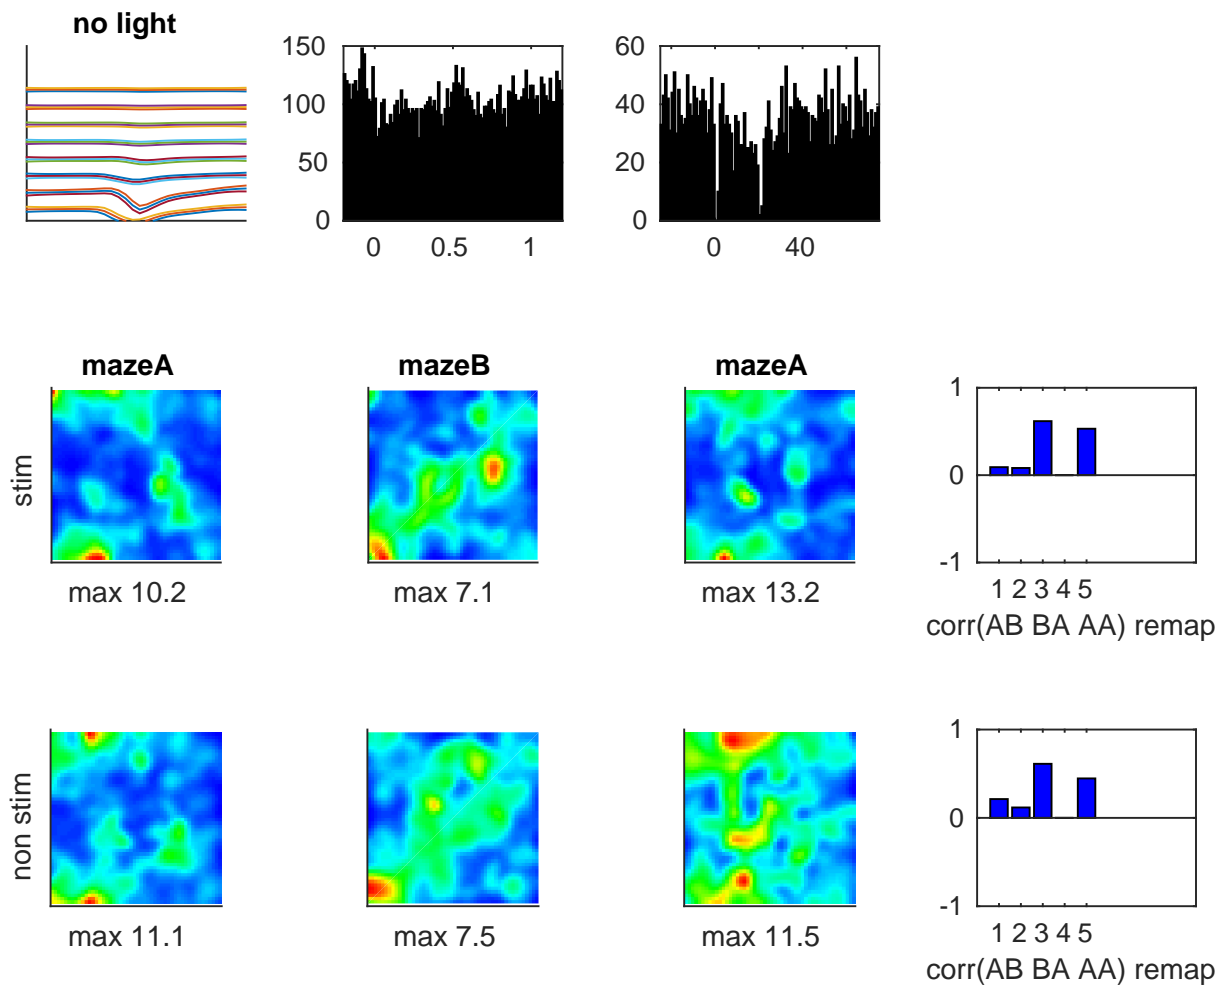 no light
150
100
50
0
0 0.5 1
60
40
20
0
0 40
mazeA mazeB mazeA
stim
max 10.2 max 7.1 max 13.2
1
0
-1
1 2 3 4 5
corr(AB BA AA) remap
non stim
max 11.1 max 7.5 max 11.5
1
0
-1
1 2 3 4 5
corr(AB BA AA) remap